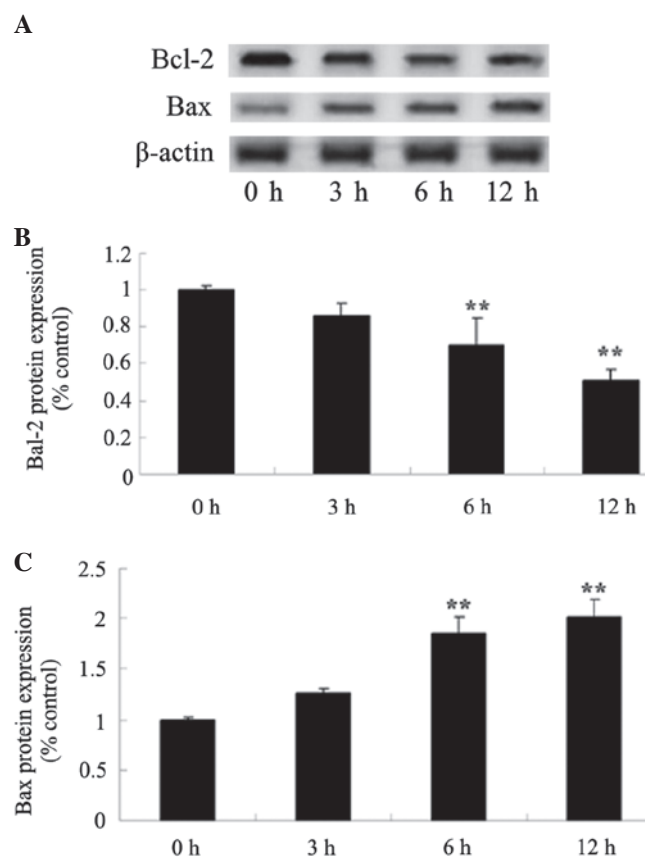 A
Bcl-2
Bax
β-actin
0 h 3 h 6 h 12 h
B
Bal-2 protein expression
(% control)
1.2
1
0.8
0.6
0.4
0.2
0
**
**
0 h 3 h 6 h 12 h
C
Bax protein expression
(% control)
2.5
2
1.5
1
0.5
0
**
**
0 h 3 h 6 h 12 h